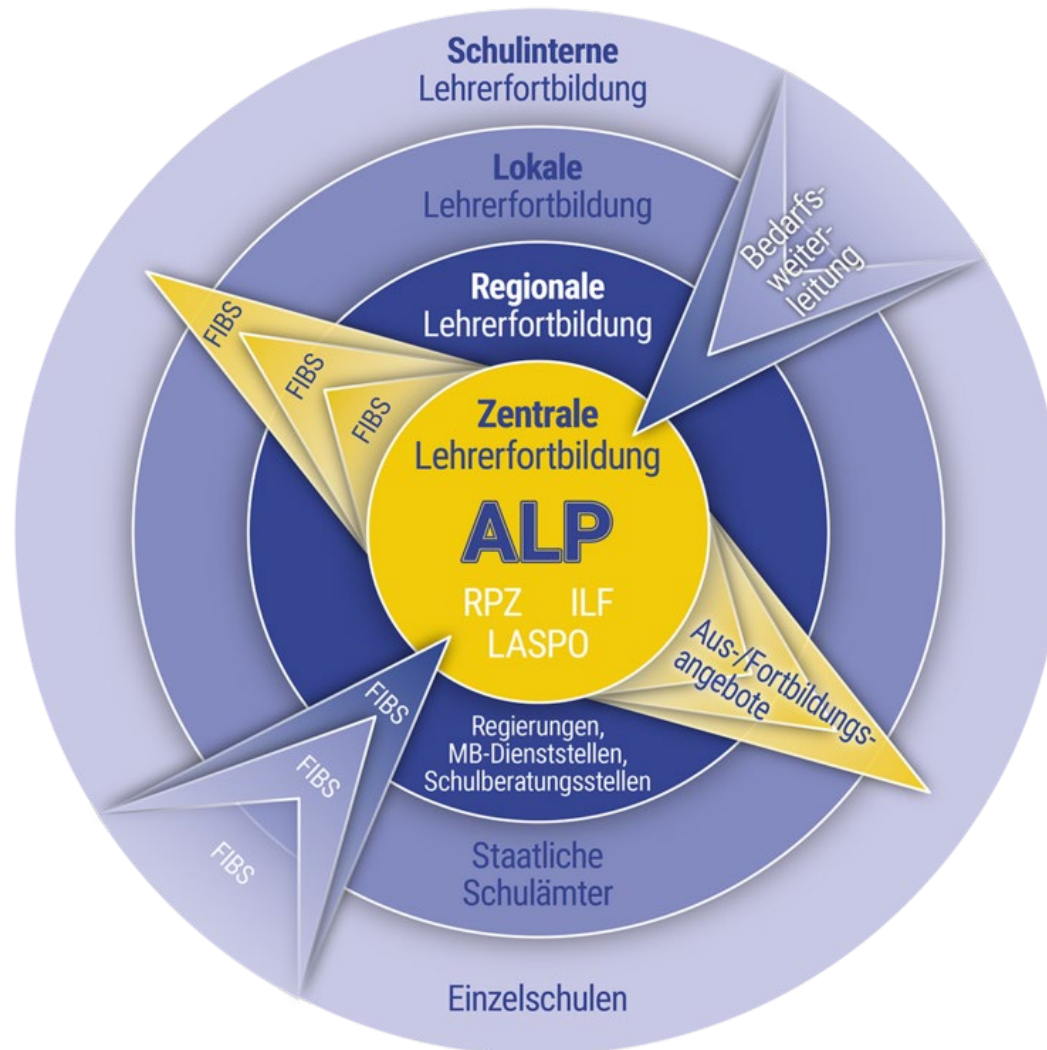 Schulinterne
Lehrerfortbildung
Lokale
Lehrerfortbildung
Bedarfs-
weiter-
leitung
Regionale
Lehrerfortbildung
FIBS
FIBS
FIBS
Zentrale
Lehrerfortbildung
ALP
RPZ ILF
LASPO
Aus-/Fortbildungs-
angebote
FIBS
FIBS
FIBS
Regierungen,
MB-Dienststellen,
Schulberatungsstellen
Staatliche
Schulämter
Einzelschulen